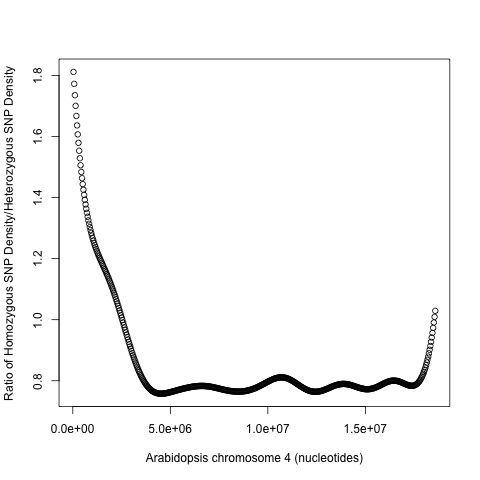 Ratio of Homozygous SNP Density/Heterozygous SNP Density
1.8
1.6
1.4
1.2
1.0
0.8
0.0e+00 5.0e+06 1.0e+07 1.5e+07
Arabidopsis chromosome 4 (nucleotides)